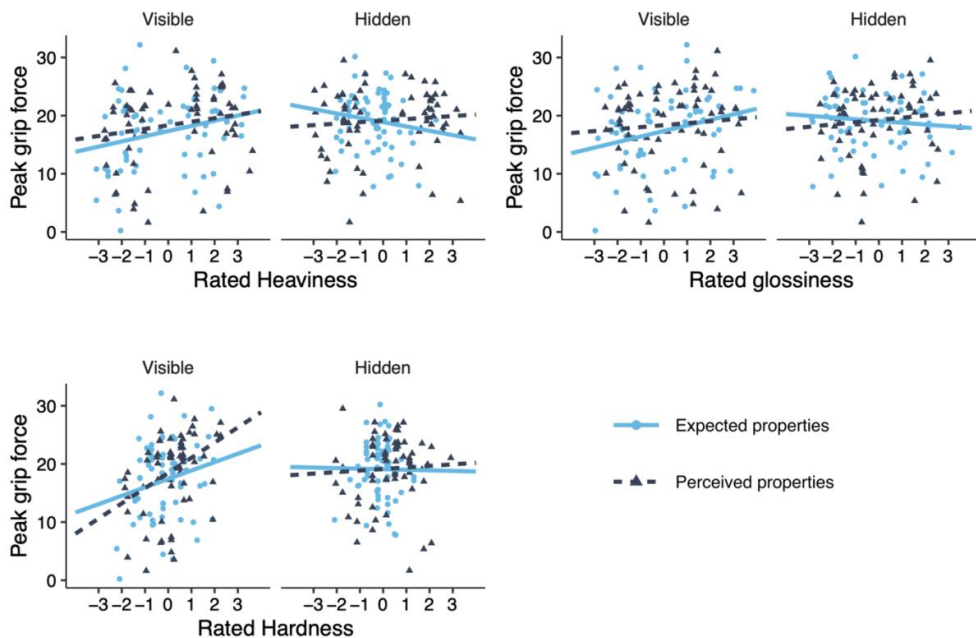 Visible Hidden
Peak grip force
30
20
10
0
−3 −2 −1 0 1 2 3 −3 −2 −1 0 1 2 3
Rated Heaviness
Visible Hidden
Peak grip force
30
20
10
0
−3 −2 −1 0 1 2 3 −3 −2 −1 0 1 2 3
Rated glossiness
Visible Hidden
Peak grip force
30
20
10
0
−3 −2 −1 0 1 2 3 −3 −2 −1 0 1 2 3
Rated Hardness
Expected properties
Perceived properties